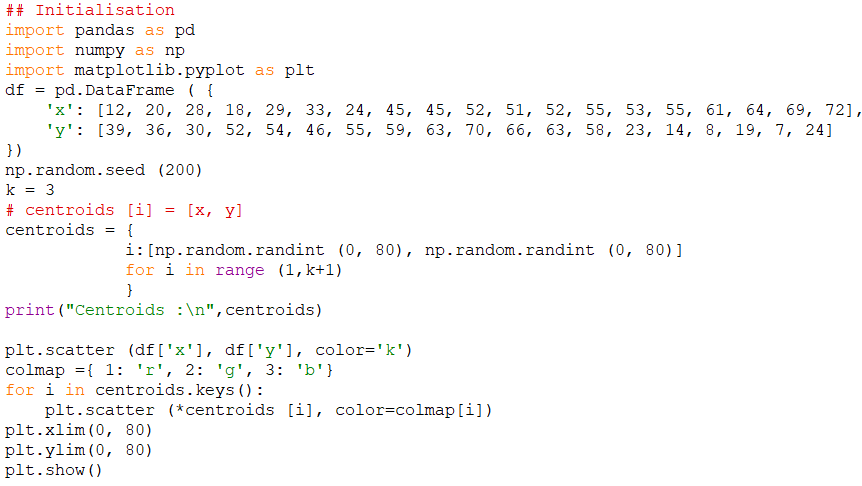 ## Initialisation
import pandas as pd
import numpy as np
import matplotlib.pyplot as plt
df = pd.DataFrame ( {
    'x': [12, 20, 28, 18, 29, 33, 24, 45, 45, 52, 51, 52, 55, 53, 55, 61, 64, 69, 72],
    'y': [39, 36, 30, 52, 54, 46, 55, 59, 63, 70, 66, 63, 58, 23, 14, 8, 19, 7, 24]
})
np.random.seed (200)
k = 3
# centroids [i] = [x, y]
centroids = {
            i:[np.random.randint (0, 80), np.random.randint (0, 80)]
            for i in range (1,k+1)
            }
print("Centroids :\n",centroids)

plt.scatter (df['x'], df['y'], color='k')
colmap ={ 1: 'r', 2: 'g', 3: 'b'}
for i in centroids.keys():
    plt.scatter (*centroids [i], color=colmap[i])
plt.xlim(0, 80)
plt.ylim(0, 80)
plt.show()